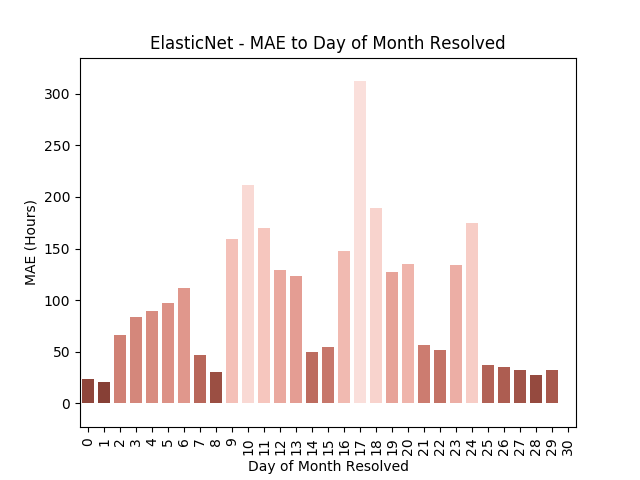 ElasticNet - MAE to Day of Month Resolved
MAE (Hours)
300
250
200
150
100
50
0
0 1 2 3 4 5 6 7 8 9 10 11 12 13 14 15 16 17 18 19 20 21 22 23 24 25 26 27 28 29 30
Day of Month Resolved